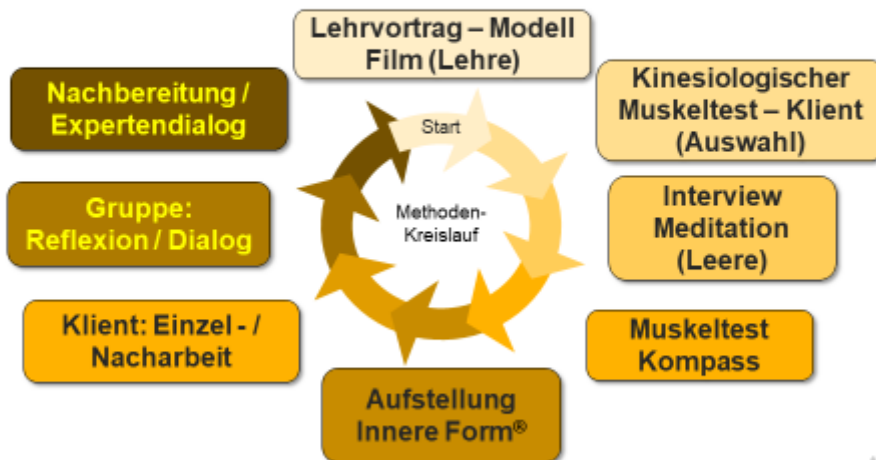 Lehrvortrag – Modell
Film (Lehre)
Kinesiologischer
Muskeltest – Klient
(Auswahl)
Interview
Meditation
(Leere)
Muskeltest
Kompass
Aufstellung
Innere Form®
Klient: Einzel - /
Nacharbeit
Gruppe:
Reflexion / Dialog
Nachbereitung /
Expertendialog
Start
Methoden-
Kreislauf